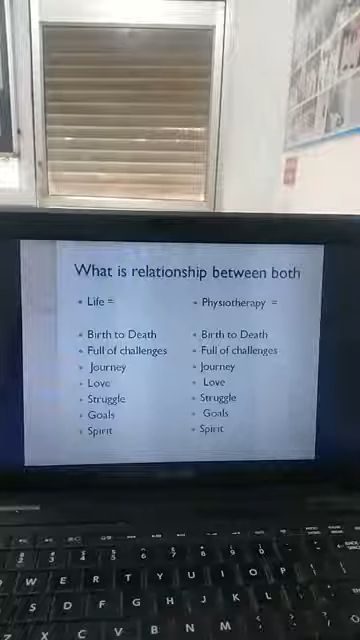 What is relationship between both
• Life =
• Birth to Death
• Full of challenges
• Journey
• Love
• Struggle
• Goals
• Spirit
• Physiotherapy =
• Birth to Death
• Full of challenges
• Journey
• Love
• Struggle
• Goals
• Spirit
W E R T Y U I O P
S D F G H J K L
X C V B N M